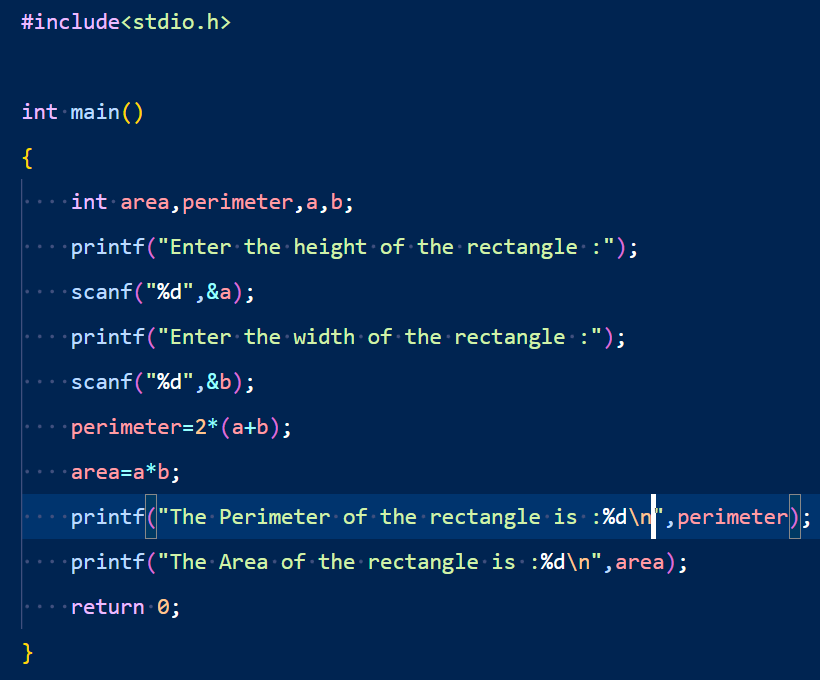 #include<stdio.h>
int main()
{
int area,perimeter,a,b;
printf("Enter the height of the rectangle :");
scanf("%d",&a);
printf("Enter the width of the rectangle :");
scanf("%d",&b);
perimeter=2*(a+b);
area=a*b;
printf("The Perimeter of the rectangle is :%d\n",perimeter);
printf("The Area of the rectangle is :%d\n",area);
return 0;
}